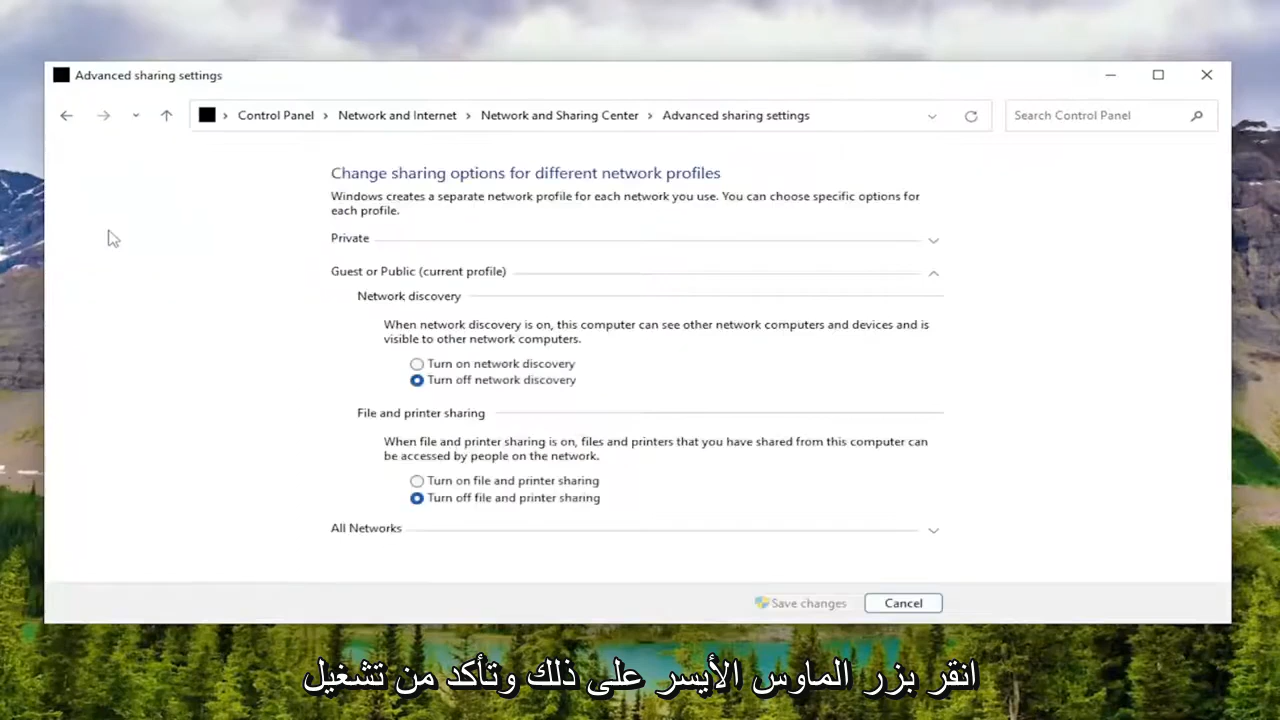 Advanced sharing settings
Control Panel › Network and Internet › Network and Sharing Center › Advanced sharing settings
Search Control Panel
Change sharing options for different network profiles
Windows creates a separate network profile for each network you use. You can choose specific options for
each profile.
Private
Guest or Public (current profile)
Network discovery
When network discovery is on, this computer can see other network computers and devices and is
visible to other network computers.
Turn on network discovery
Turn off network discovery
File and printer sharing
When file and printer sharing is on, files and printers that you have shared from this computer can
be accessed by people on the network.
Turn on file and printer sharing
Turn off file and printer sharing
All Networks
Save changes
Cancel
انقر بزر الماوس الأيسر على ذلك وتأكد من تشغيل